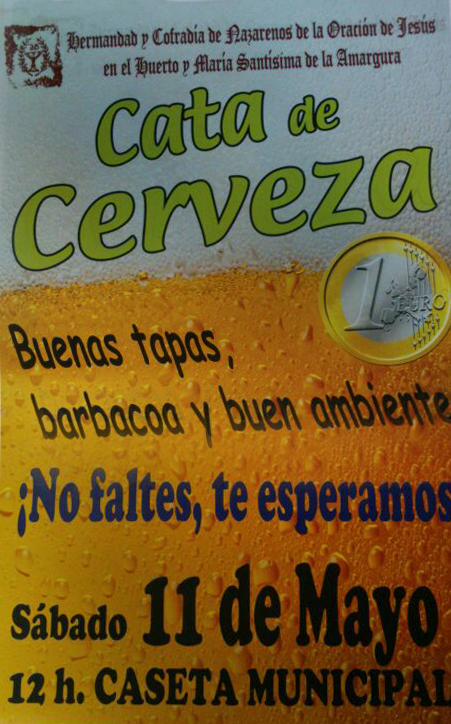 Hermandad y Cofradia de Nazarenos de la Oración de Jesús
en el Huerto y María Santísima de la Amargura
Cata de
Cerveza
1 EURO
Buenas tapas,
barbacoa y buen ambiente
¡No faltes, te esperamos
Sábado 11 de Mayo
12 h. CASETA MUNICIPAL